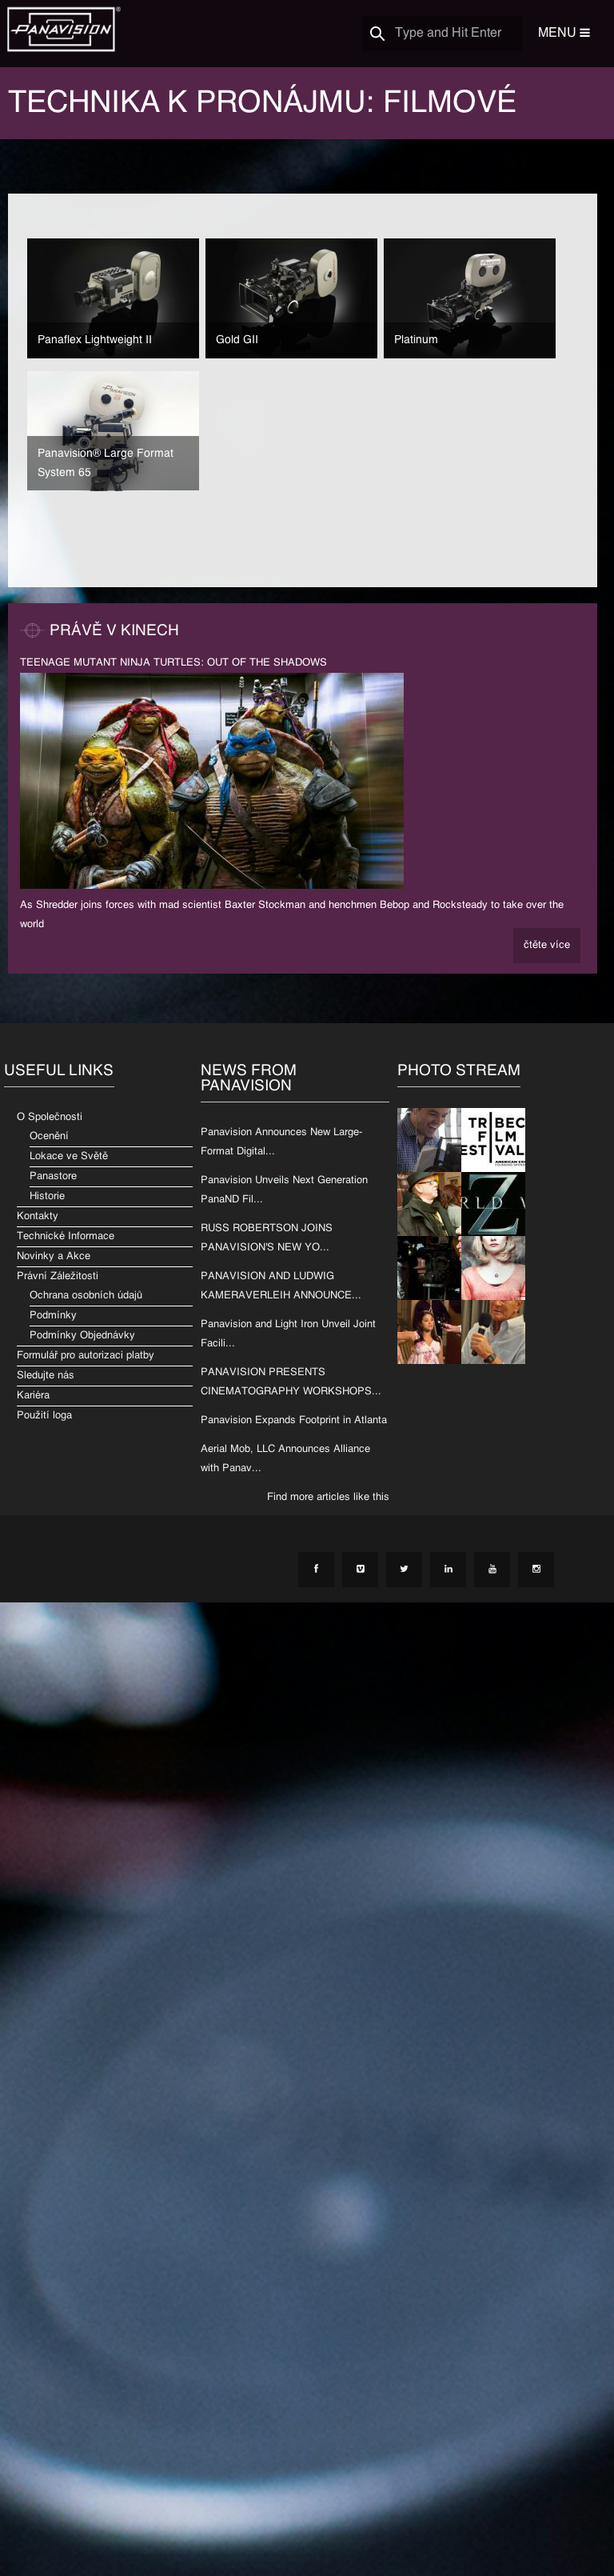 PANAVISION®
Type and Hit Enter
MENU
TECHNIKA K PRONÁJMU: FILMOVÉ
Panaflex Lightweight II
Gold GII
Platinum
Panavision® Large Format
System 65
PRÁVĚ V KINECH
TEENAGE MUTANT NINJA TURTLES: OUT OF THE SHADOWS
As Shredder joins forces with mad scientist Baxter Stockman and henchmen Bebop and Rocksteady to take over the
world
čtěte více
USEFUL LINKS
O Společnosti
Ocenění
Lokace ve Světě
Panastore
Historie
Kontakty
Technické Informace
Novinky a Akce
Právní Záležitosti
Ochrana osobních údajů
Podmínky
Podmínky Objednávky
Formulář pro autorizaci platby
Sledujte nás
Kariéra
Použití loga
NEWS FROM
PANAVISION
Panavision Announces New Large-
Format Digital...
Panavision Unveils Next Generation
PanaND Fil...
RUSS ROBERTSON JOINS
PANAVISION'S NEW YO...
PANAVISION AND LUDWIG
KAMERAVERLEIH ANNOUNCE...
Panavision and Light Iron Unveil Joint
Facili...
PANAVISION PRESENTS
CINEMATOGRAPHY WORKSHOPS...
Panavision Expands Footprint in Atlanta
Aerial Mob, LLC Announces Alliance
with Panav...
Find more articles like this
PHOTO STREAM
TRIBEC
FILM
EST VAL
RLD
Z